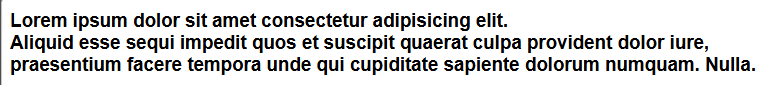 Lorem ipsum dolor sit amet consectetur adipisicing elit.
Aliquid esse sequi impedit quos et suscipit quaerat culpa provident dolor iure,
praesentium facere tempora unde qui cupiditate sapiente dolorum numquam. Nulla.